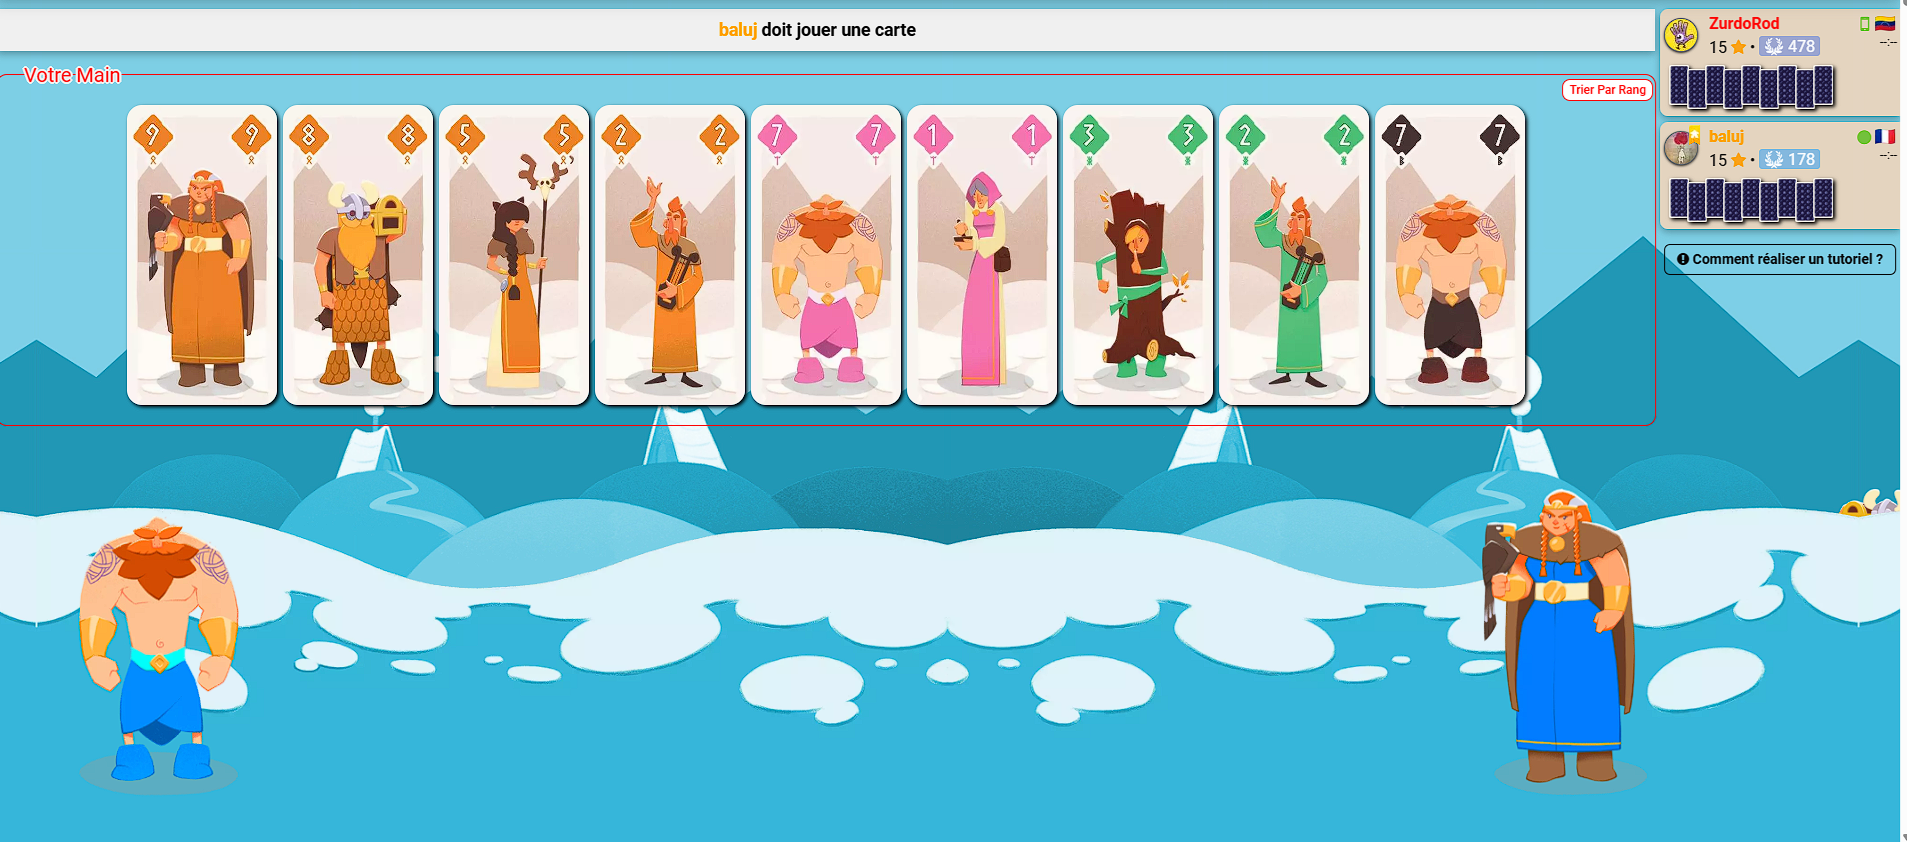 baluj doit jouer une carte
Votre Main
Trier Par Rang
9 9
8 8
5 5
2 2
7 7
1 1
3 3
2 2
7 7
ZurdoRod
15 • 478
--:--
baluj
15 • 178
--:--
Comment réaliser un tutoriel ?